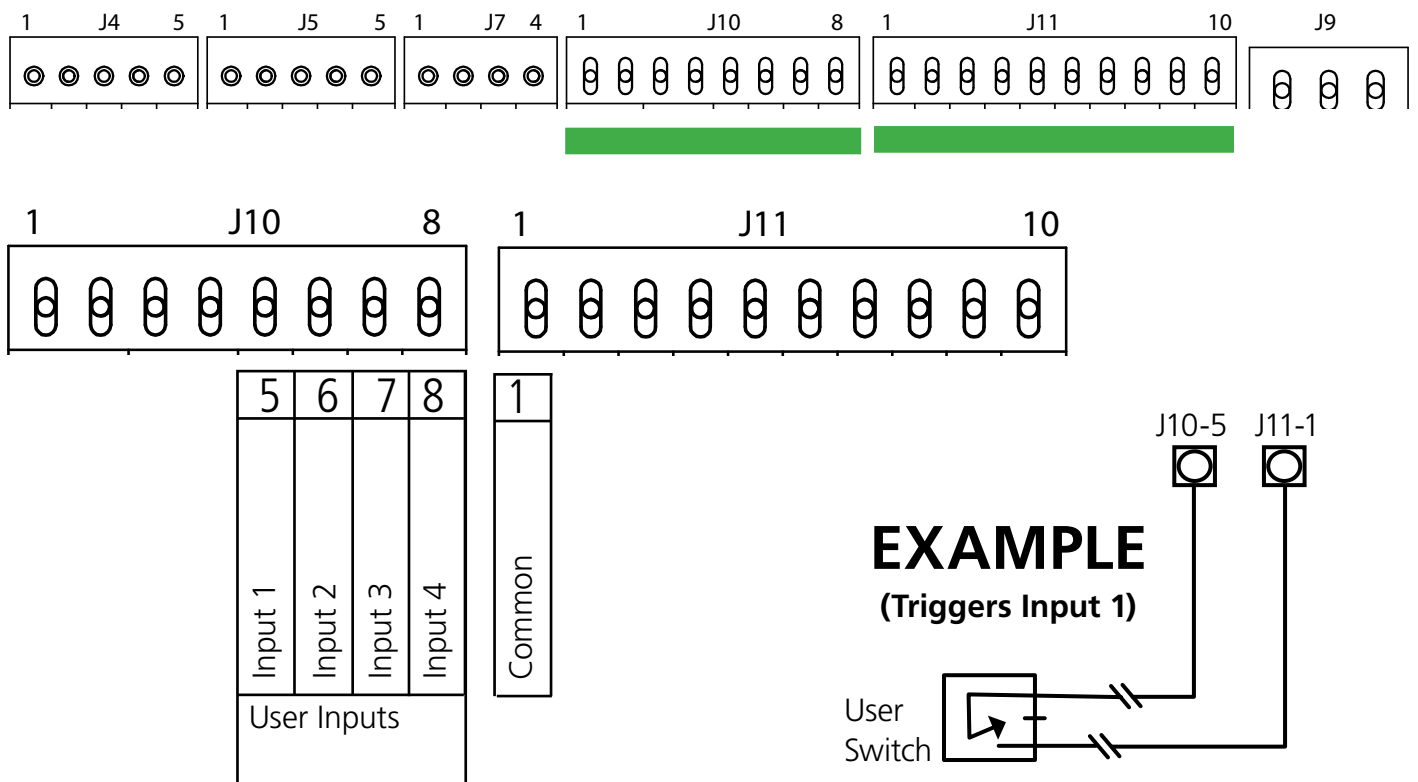 1 J4 5 1 J5 5 1 J7 4 1 J10 8 1 J11 10 J9
1 J10 8 1 J11 10
5 6 7 8 1
Input 1
Input 2
Input 3
Input 4
Common
User Inputs
J10-5 J11-1
EXAMPLE
(Triggers Input 1)
User
Switch